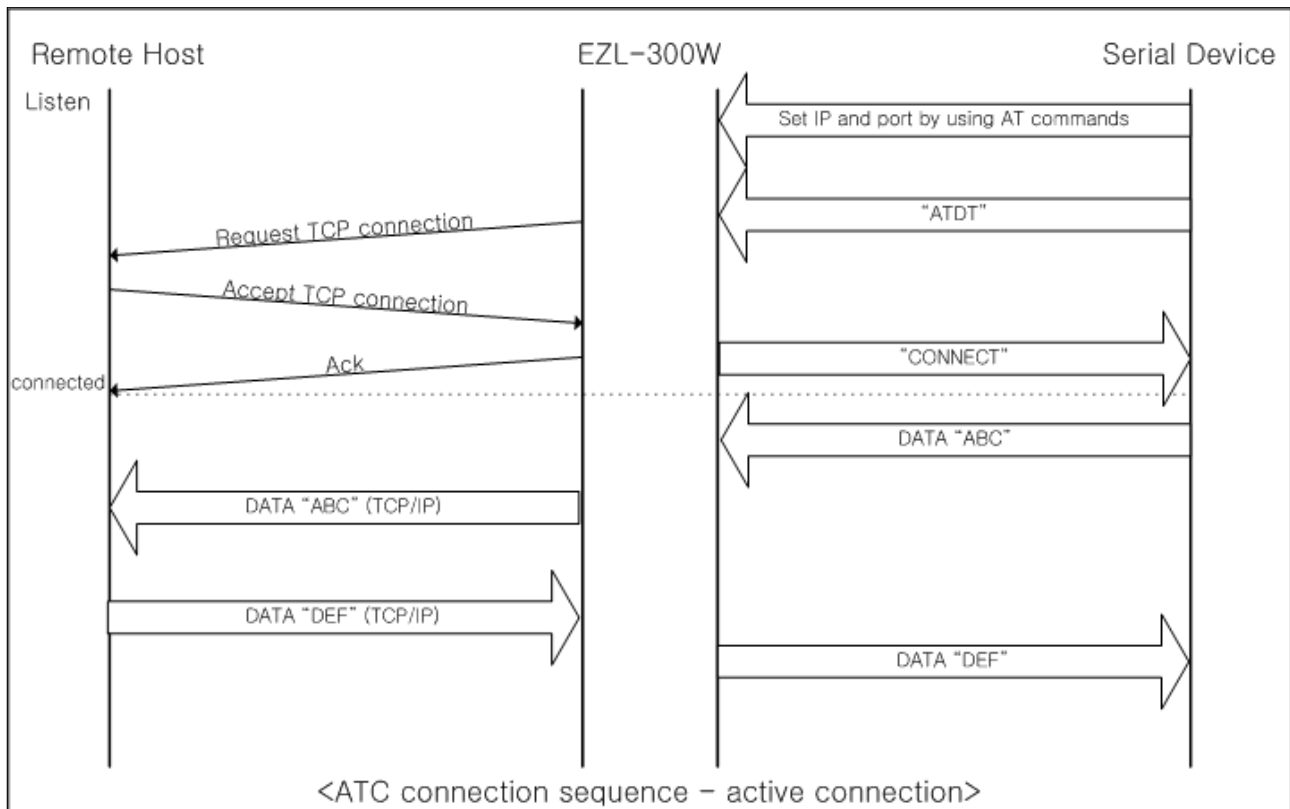 Remote Host
EZL-300W
Serial Device
Listen
Set IP and port by using AT commands
"ATDT"
Request TCP connection
Accept TCP connection
Ack
"CONNECT"
connected
DATA "ABC"
DATA "ABC" (TCP/IP)
DATA "DEF" (TCP/IP)
DATA "DEF"
<ATC connection sequence - active connection>